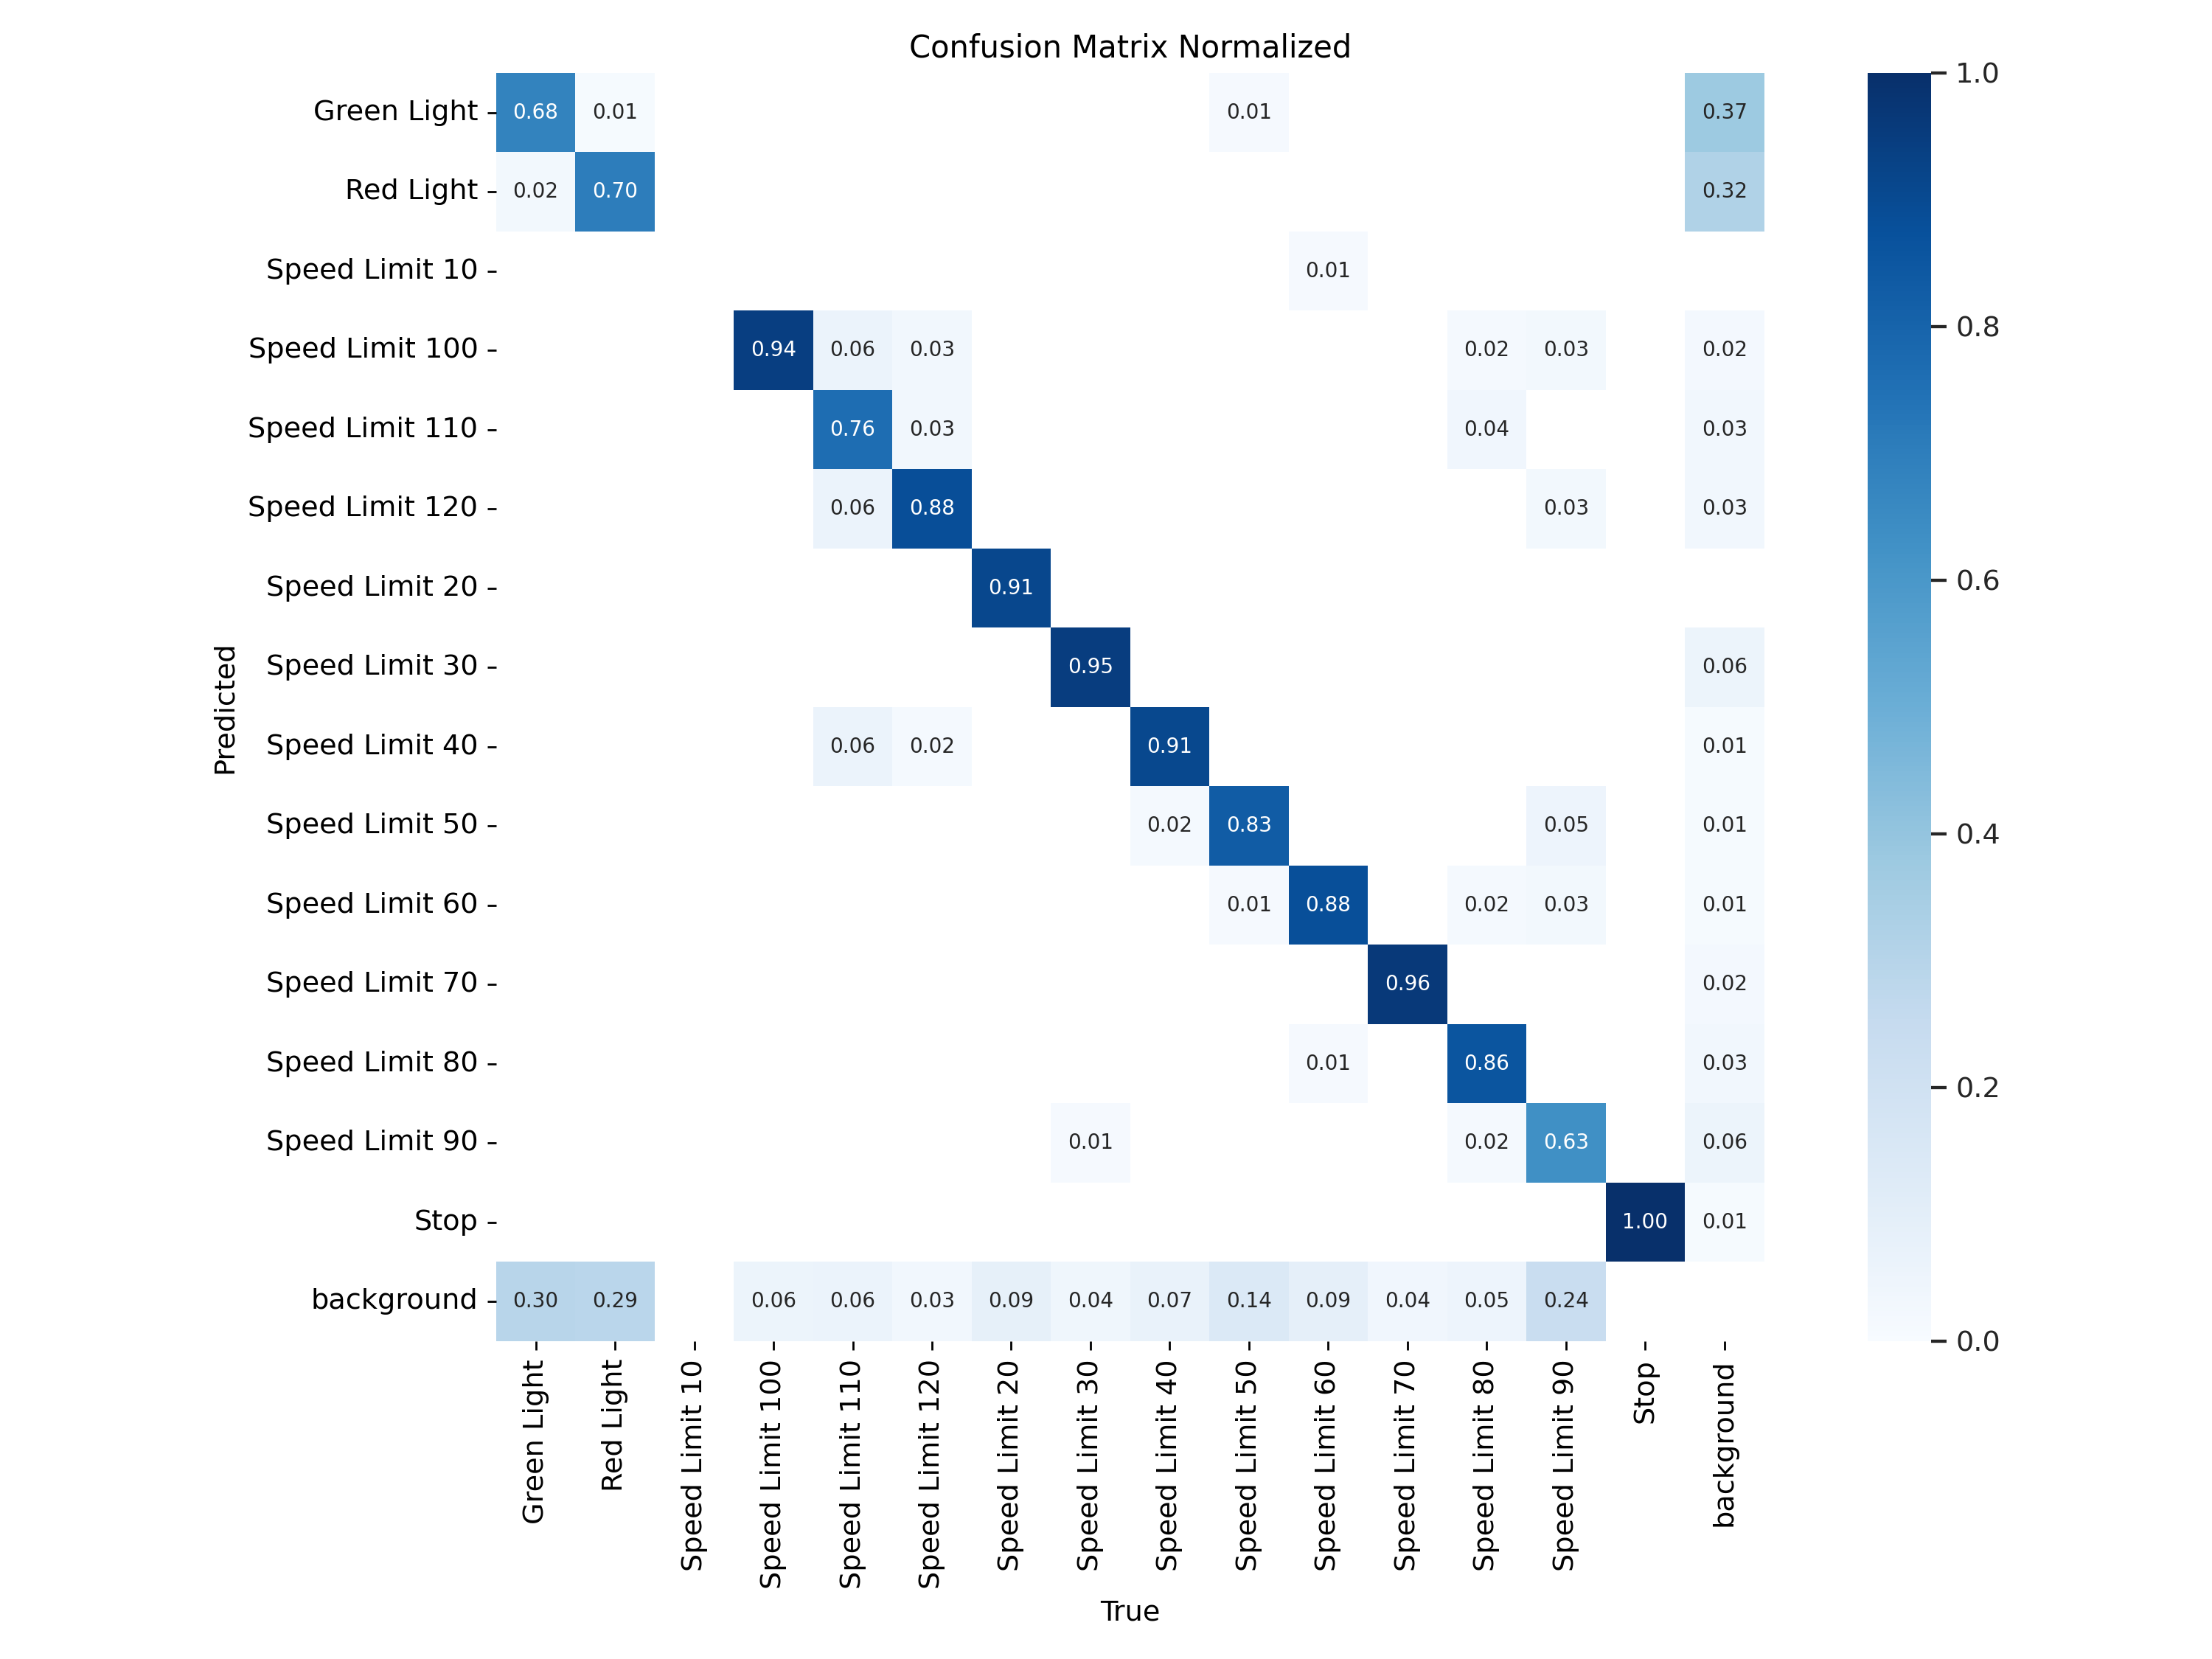 Confusion Matrix Normalized
Green Light 0.68 0.01 0.01 0.37
Red Light 0.02 0.70 0.32
Speed Limit 10 0.01
Speed Limit 100 0.94 0.06 0.03 0.02 0.03 0.02
Speed Limit 110 0.76 0.03 0.04 0.03
Speed Limit 120 0.06 0.88 0.03 0.03
Speed Limit 20 0.91
Speed Limit 30 0.95 0.06
Speed Limit 40 0.06 0.02 0.91 0.01
Speed Limit 50 0.02 0.83 0.05 0.01
Speed Limit 60 0.01 0.88 0.02 0.03 0.01
Speed Limit 70 0.96 0.02
Speed Limit 80 0.01 0.86 0.03
Speed Limit 90 0.01 0.02 0.63 0.06
Stop 1.00 0.01
background 0.30 0.29 0.06 0.06 0.03 0.09 0.04 0.07 0.14 0.09 0.04 0.05 0.24
Predicted
Green Light
Red Light
Speed Limit 10
Speed Limit 100
Speed Limit 110
Speed Limit 120
Speed Limit 20
Speed Limit 30
Speed Limit 40
Speed Limit 50
Speed Limit 60
Speed Limit 70
Speed Limit 80
Speed Limit 90
Stop
background
True
1.0
0.8
0.6
0.4
0.2
0.0